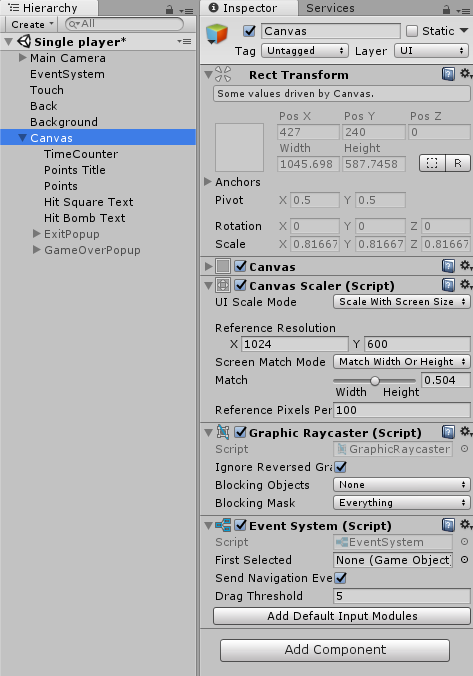 Hierarchy
Create
All
Single player*
Main Camera
EventSystem
Touch
Back
Background
Canvas
TimeCounter
Points Title
Points
Hit Square Text
Hit Bomb Text
ExitPopup
GameOverPopup
Inspector Services
Canvas Static
Tag Untagged Layer UI
Rect Transform
Some values driven by Canvas.
Pos X Pos Y Pos Z
427 240 0
Width Height
1045.698 587.7458
R
Anchors
Pivot X 0.5 Y 0.5
Rotation X 0 Y 0 Z 0
Scale X 0.81667 Y 0.81667 Z 0.81667
Canvas
Canvas Scaler (Script)
UI Scale Mode Scale With Screen Size
Reference Resolution
X 1024 Y 600
Screen Match Mode Match Width Or Height
Match 0.504
Width Height
Reference Pixels Per 100
Graphic Raycaster (Script)
Script GraphicRaycaster
Ignore Reversed Gra
Blocking Objects None
Blocking Mask Everything
Event System (Script)
Script EventSystem
First Selected None (Game Object)
Send Navigation Eve
Drag Threshold 5
Add Default Input Modules
Add Component